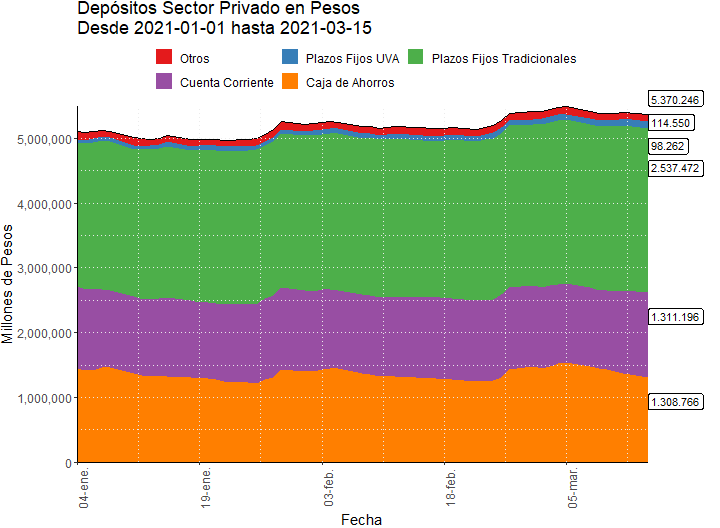 Depósitos Sector Privado en Pesos
Desde 2021-01-01 hasta 2021-03-15
Otros
Plazos Fijos UVA
Plazos Fijos Tradicionales
Cuenta Corriente
Caja de Ahorros
5.370.246
114.550
98.262
2.537.472
1.311.196
1.308.766
Millones de Pesos
5,000,000
4,000,000
3,000,000
2,000,000
1,000,000
0
04-ene.
19-ene.
03-feb.
18-feb.
05-mar.
Fecha